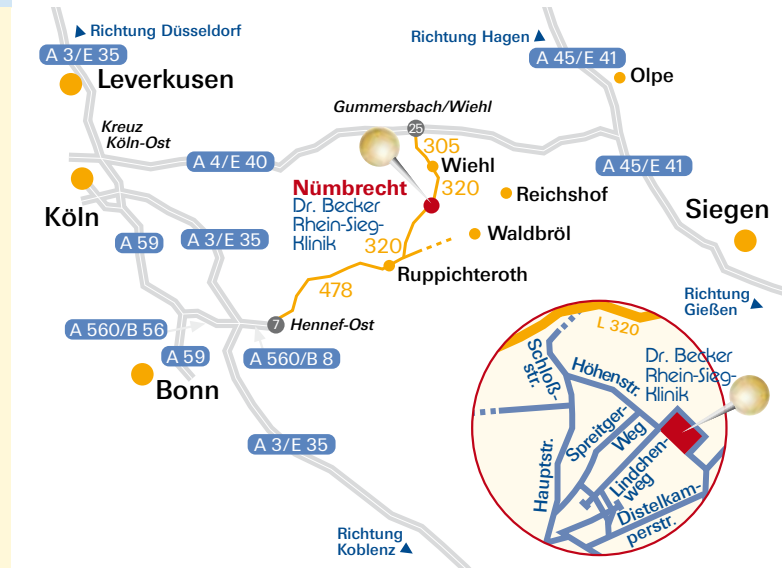 Richtung Düsseldorf
A 3/E 35
Leverkusen
Richtung Hagen
A 45/E 41
Olpe
Gummersbach/Wiehl
25
Kreuz
Köln-Ost
A 4/E 40
305
Wiehl
A 45/E 41
Köln
Nümbrecht
Dr. Becker
Rhein-Sieg-
Klinik
320
Reichshof
Siegen
A 59
A 3/E 35
320
Waldbröl
Ruppichteroth
478
Richtung
Gießen
A 560/B 56
7
Hennef-Ost
A 59
A 560/B 8
Bonn
A 3/E 35
Richtung
Koblenz
L 320
Schloß-
str.
Höhenstr.
Dr. Becker
Rhein-Sieg-
Klinik
Spreitger-
Weg
Hauptstr.
Lindchen-
weg
Distelkam-
perstr.